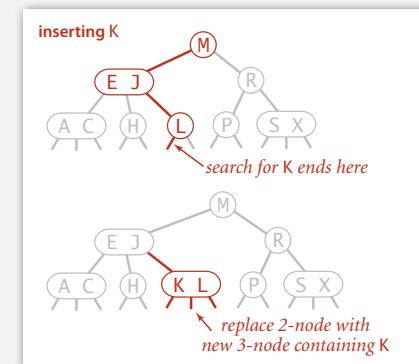 inserting K
M
E J R
A C H L P S X
search for K ends here
M
E J R
A C H K L P S X
replace 2-node with
new 3-node containing K